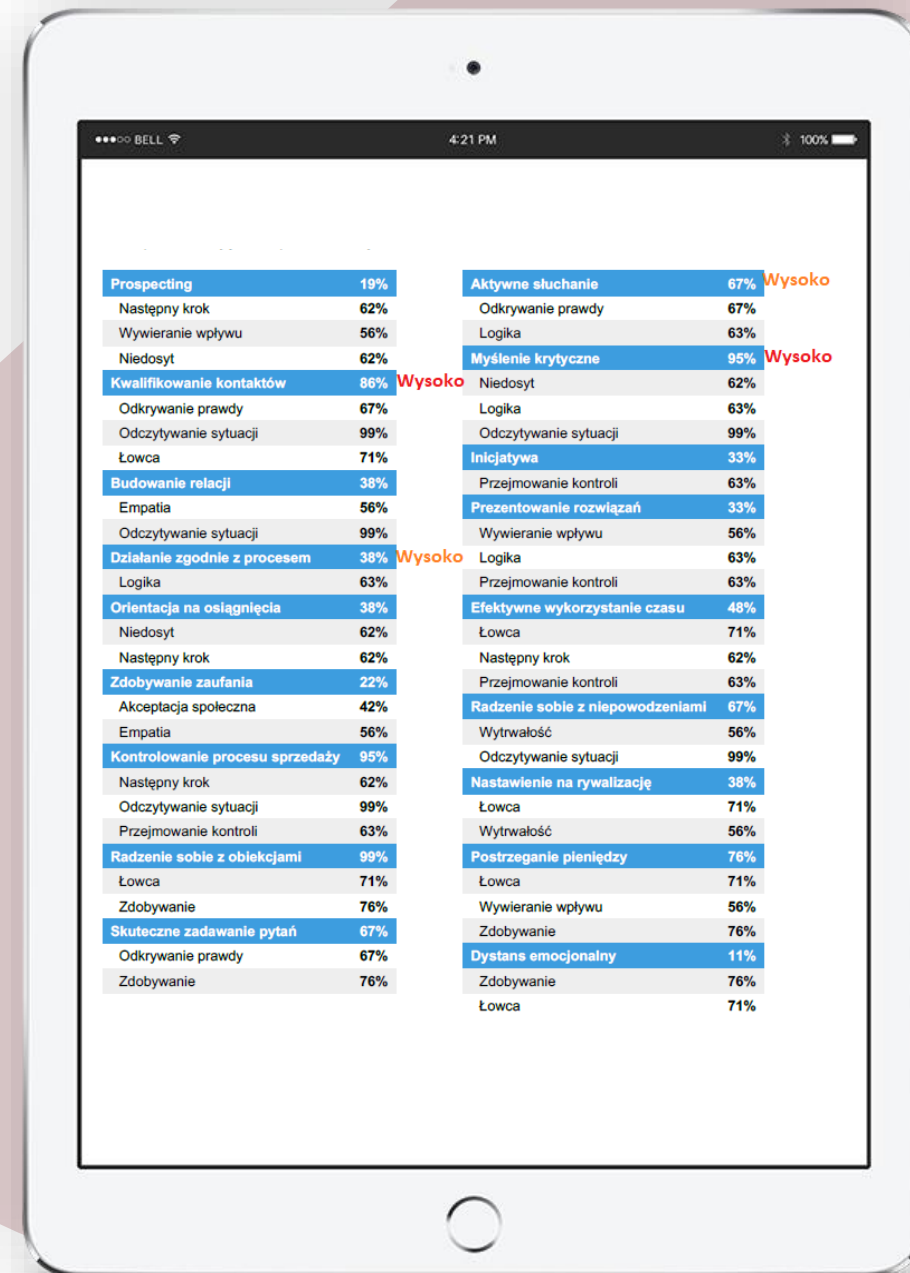 BELL
4:21 PM
100%
Prospecting 19%
Następny krok 62%
Wywieranie wpływu 56%
Niedosyt 62%
Kwalifikowanie kontaktów 86% Wysoko
Odkrywanie prawdy 67%
Odczytywanie sytuacji 99%
Łowca 71%
Budowanie relacji 38%
Empatia 56%
Odczytywanie sytuacji 99%
Działanie zgodnie z procesem 38% Wysoko
Logika 63%
Orientacja na osiągnięcia 38%
Niedosyt 62%
Następny krok 62%
Zdobywanie zaufania 22%
Akceptacja społeczna 42%
Empatia 56%
Kontrolowanie procesu sprzedaży 95%
Następny krok 62%
Odczytywanie sytuacji 99%
Przejmowanie kontroli 63%
Radzenie sobie z obiekcjami 99%
Łowca 71%
Zdobywanie 76%
Skuteczne zadawanie pytań 67%
Odkrywanie prawdy 67%
Zdobywanie 76%
Aktywne słuchanie 67% Wysoko
Odkrywanie prawdy 67%
Logika 63%
Myślenie krytyczne 95% Wysoko
Niedosyt 62%
Logika 63%
Odczytywanie sytuacji 99%
Inicjatywa 33%
Przejmowanie kontroli 63%
Prezentowanie rozwiązań 33%
Wywieranie wpływu 56%
Logika 63%
Przejmowanie kontroli 63%
Efektywne wykorzystanie czasu 48%
Łowca 71%
Następny krok 62%
Przejmowanie kontroli 63%
Radzenie sobie z niepowodzeniami 67%
Wytrwałość 56%
Odczytywanie sytuacji 99%
Nastawienie na rywalizację 38%
Łowca 71%
Wytrwałość 56%
Postrzeganie pieniędzy 76%
Łowca 71%
Wywieranie wpływu 56%
Zdobywanie 76%
Dystans emocjonalny 11%
Zdobywanie 76%
Łowca 71%